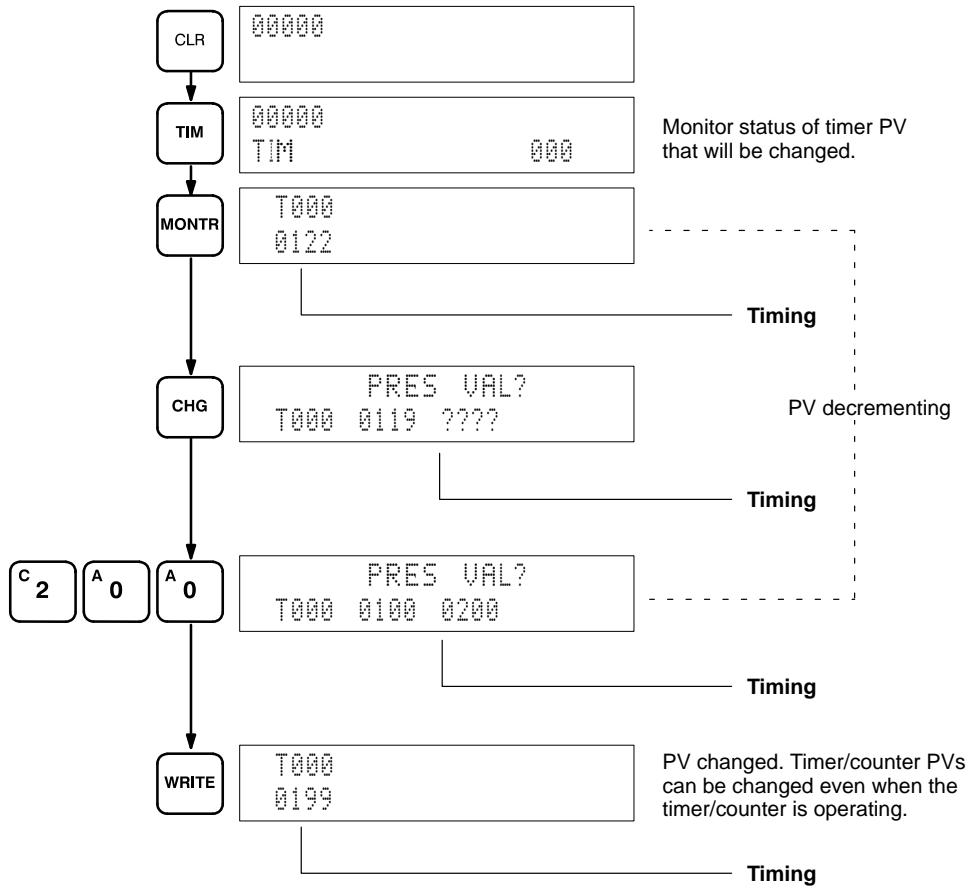 CLR
00000
TIM
00000
TIM 000
Monitor status of timer PV
that will be changed.
MONTR
T000
0122
Timing
CHG
PRES VAL?
T000 0119 ????
PV decrementing
Timing
C 2 A 0 A 0
PRES VAL?
T000 0100 0200
Timing
WRITE
T000
0199
PV changed. Timer/counter PVs
can be changed even when the
timer/counter is operating.
Timing